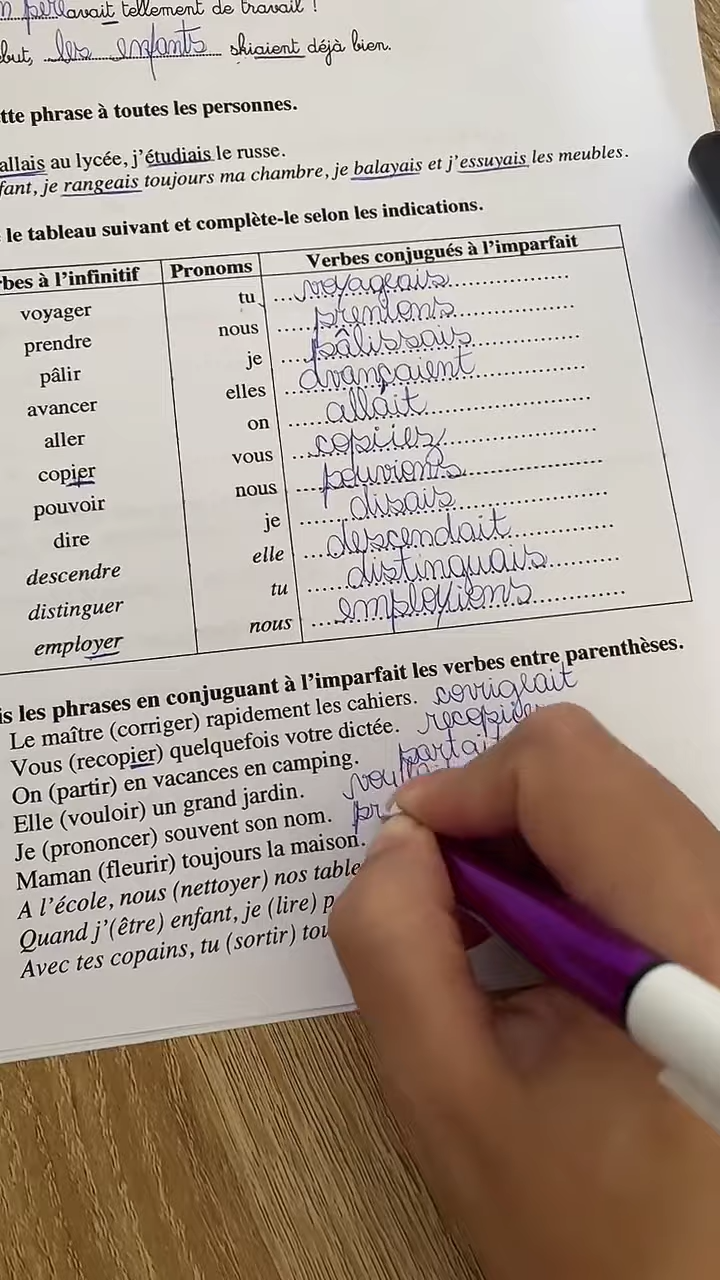 avait tellement de travail !
but, les enfants skiaient déjà bien.
tte phrase à toutes les personnes.
allais au lycée, j'étudiais le russe.
fant, je rangeais toujours ma chambre, je balayais et j'essuyais les meubles.
le tableau suivant et complète-le selon les indications.
bes à l'infinitif Pronoms Verbes conjugués à l'imparfait
voyager tu voyageais
prendre nous prenions
pâlir je pâlissais
avancer elles avançaient
aller on allait
copier vous copiiez
pouvoir nous pouvions
dire je disais
descendre elle descendait
distinguer tu distinguais
employer nous employions
is les phrases en conjuguant à l'imparfait les verbes entre parenthèses.
Le maître (corriger) rapidement les cahiers. corrigeait
Vous (recopier) quelquefois votre dictée.
On (partir) en vacances en camping. partai
Elle (vouloir) un grand jardin. vou
Je (prononcer) souvent son nom. pr
Maman (fleurir) toujours la maison.
A l'école, nous (nettoyer) nos table
Quand j'(être) enfant, je (lire) p
Avec tes copains, tu (sortir) tou